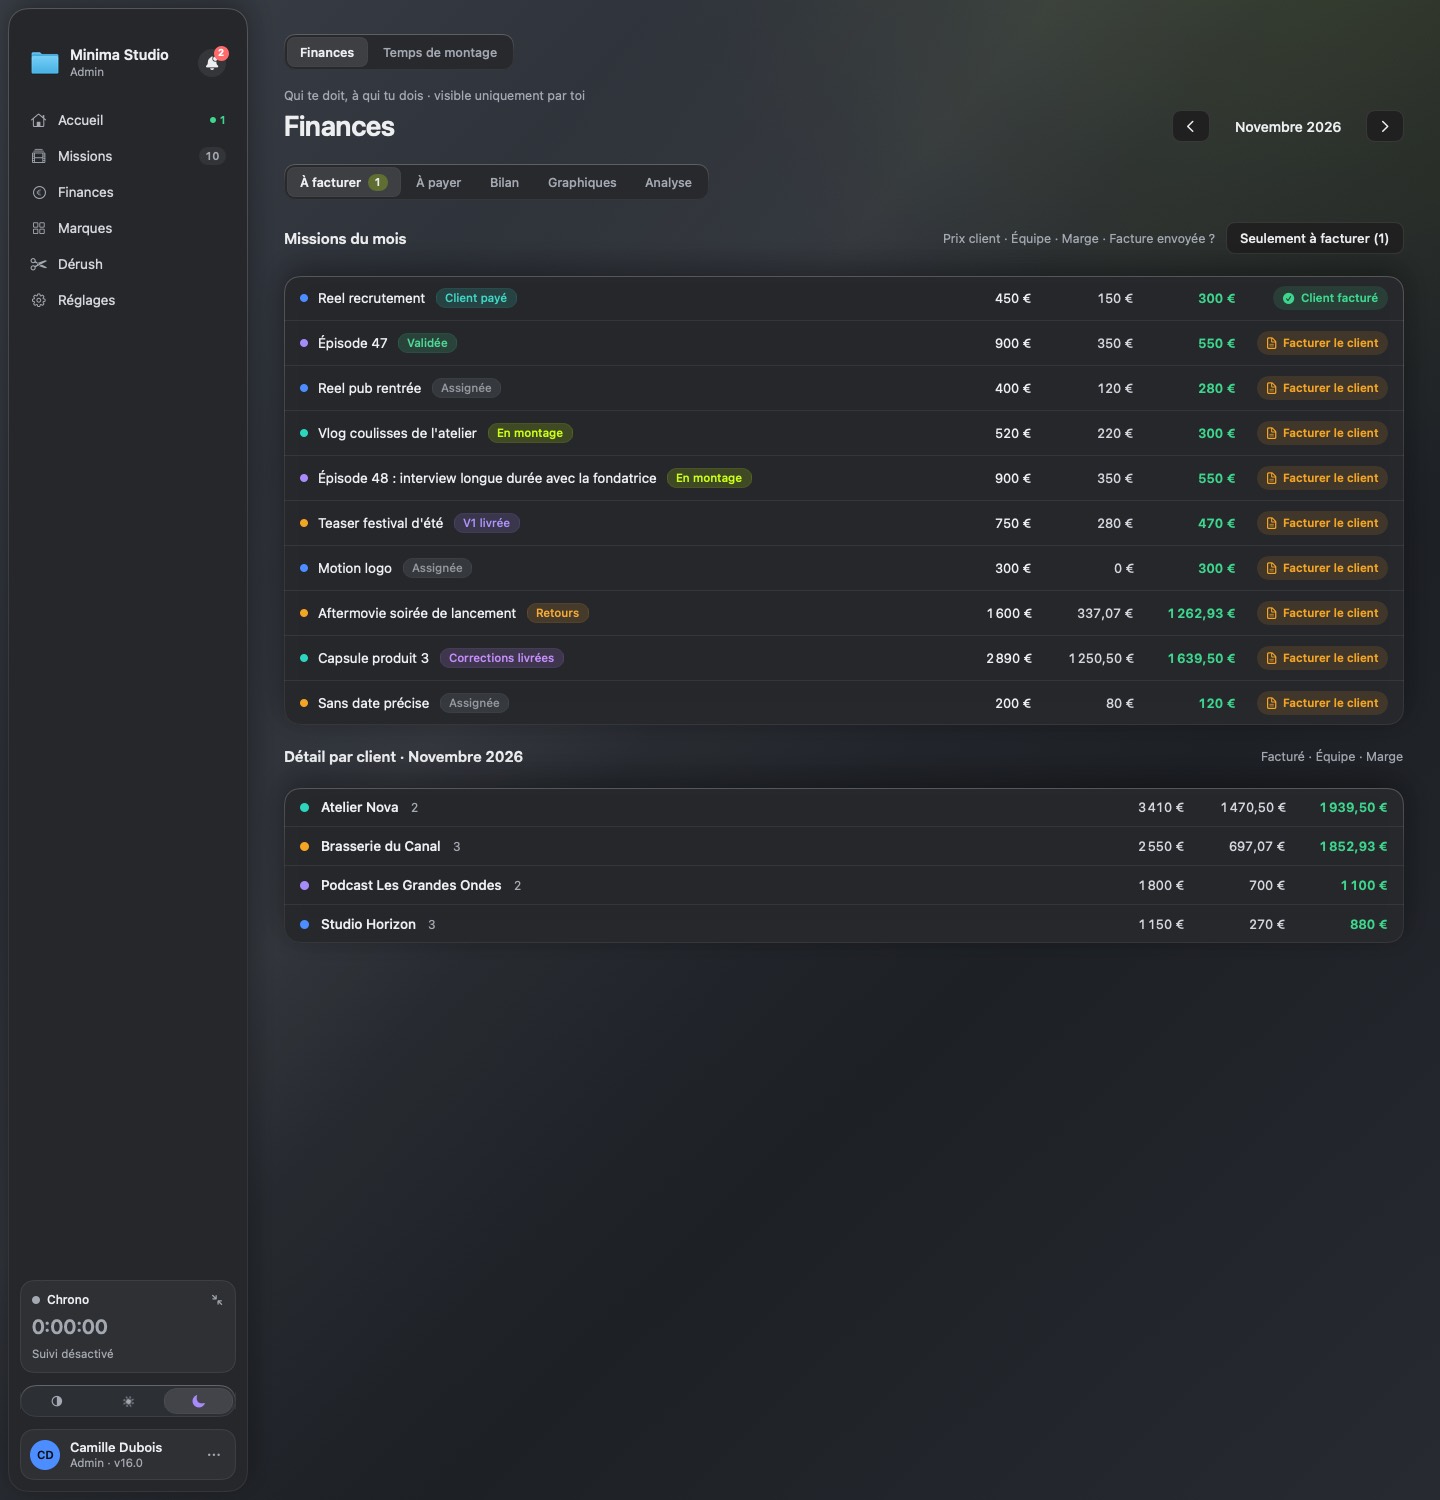 Minima Studio
Admin
2
Accueil
1
Missions
10
Finances
Marques
Dérush
Réglages
Chrono
0:00:00
Suivi désactivé
CD
Camille Dubois
Admin · v16.0
Finances
Temps de montage
Qui te doit, à qui tu dois · visible uniquement par toi
Finances
Novembre 2026
À facturer 1
À payer
Bilan
Graphiques
Analyse
Missions du mois
Prix client · Équipe · Marge · Facture envoyée ?
Seulement à facturer (1)
Reel recrutement Client payé 450 € 150 € 300 € Client facturé
Épisode 47 Validée 900 € 350 € 550 € Facturer le client
Reel pub rentrée Assignée 400 € 120 € 280 € Facturer le client
Vlog coulisses de l'atelier En montage 520 € 220 € 300 € Facturer le client
Épisode 48 : interview longue durée avec la fondatrice En montage 900 € 350 € 550 € Facturer le client
Teaser festival d'été V1 livrée 750 € 280 € 470 € Facturer le client
Motion logo Assignée 300 € 0 € 300 € Facturer le client
Aftermovie soirée de lancement Retours 1 600 € 337,07 € 1 262,93 € Facturer le client
Capsule produit 3 Corrections livrées 2 890 € 1 250,50 € 1 639,50 € Facturer le client
Sans date précise Assignée 200 € 80 € 120 € Facturer le client
Détail par client · Novembre 2026
Facturé · Équipe · Marge
Atelier Nova 2 3 410 € 1 470,50 € 1 939,50 €
Brasserie du Canal 3 2 550 € 697,07 € 1 852,93 €
Podcast Les Grandes Ondes 2 1 800 € 700 € 1 100 €
Studio Horizon 3 1 150 € 270 € 880 €